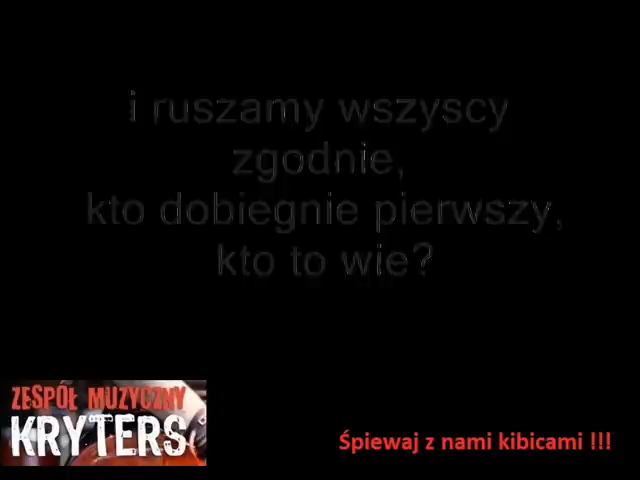 i ruszamy wszyscy
zgodnie,
kto dobiegnie pierwszy,
kto to wie?
ZESPÓŁ MUZYCZNY
KRYTERS
Śpiewaj z nami kibicami !!!